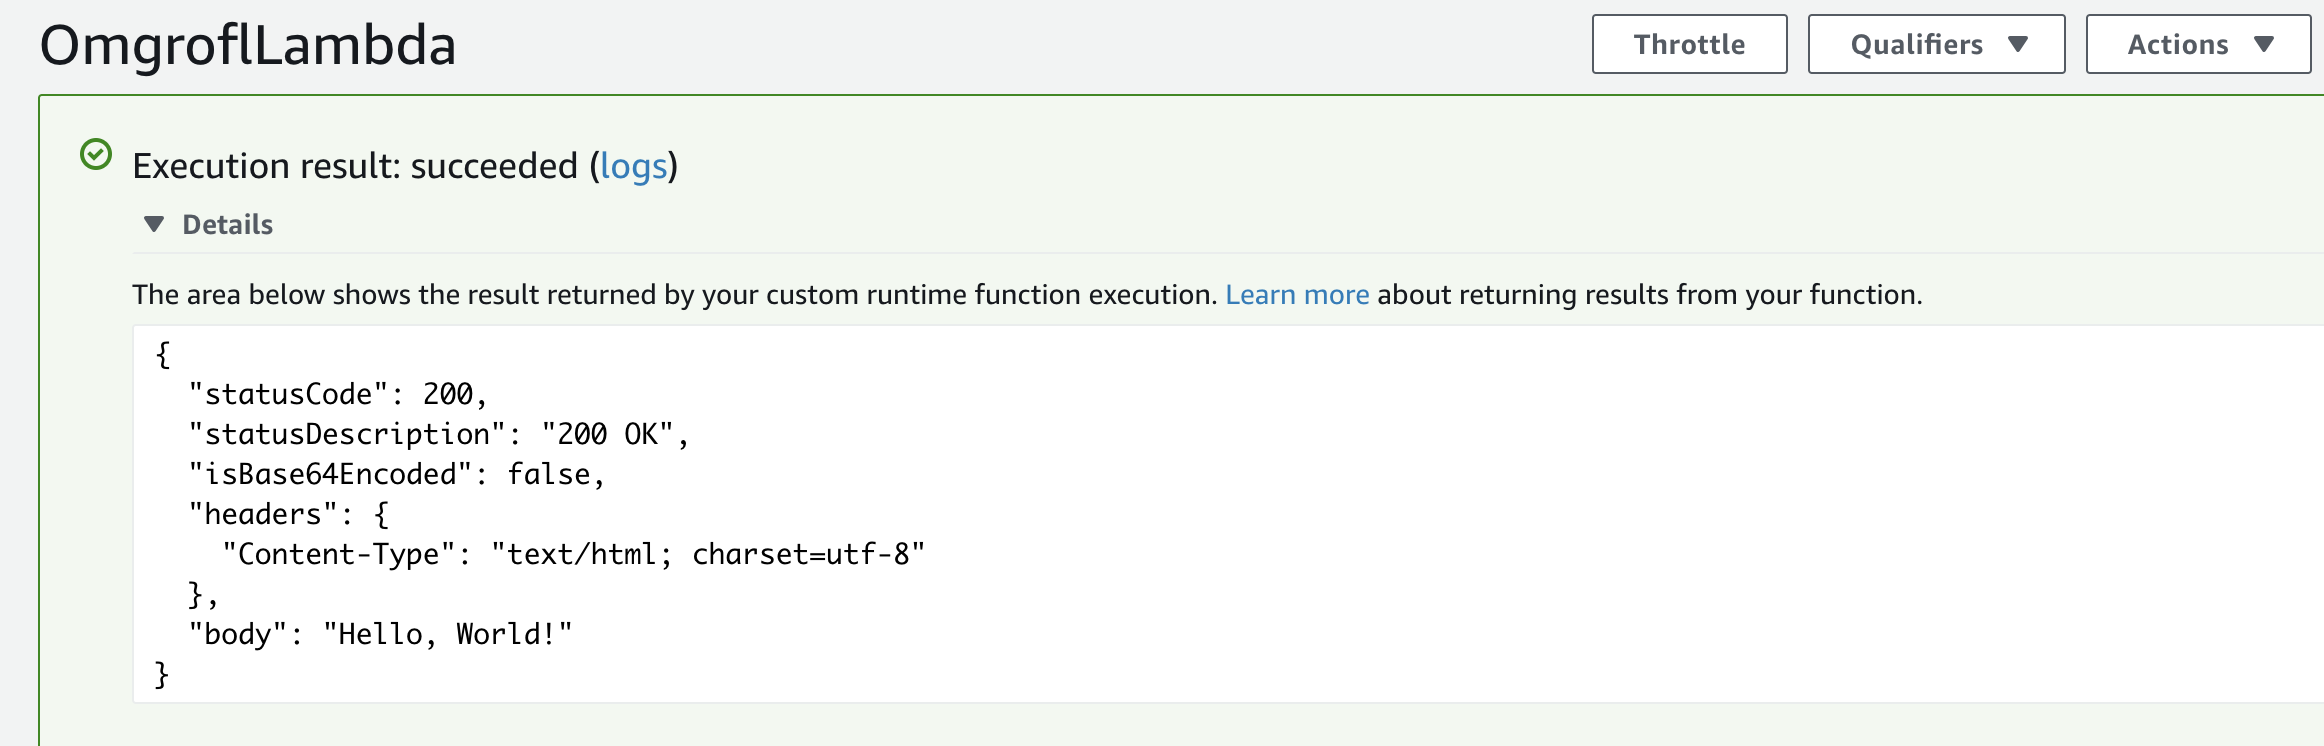 OmgroflLambda
Throttle
Qualifiers
Actions
Execution result: succeeded (logs)
Details
The area below shows the result returned by your custom runtime function execution. Learn more about returning results from your function.
{
  "statusCode": 200,
  "statusDescription": "200 OK",
  "isBase64Encoded": false,
  "headers": {
    "Content-Type": "text/html; charset=utf-8"
  },
  "body": "Hello, World!"
}